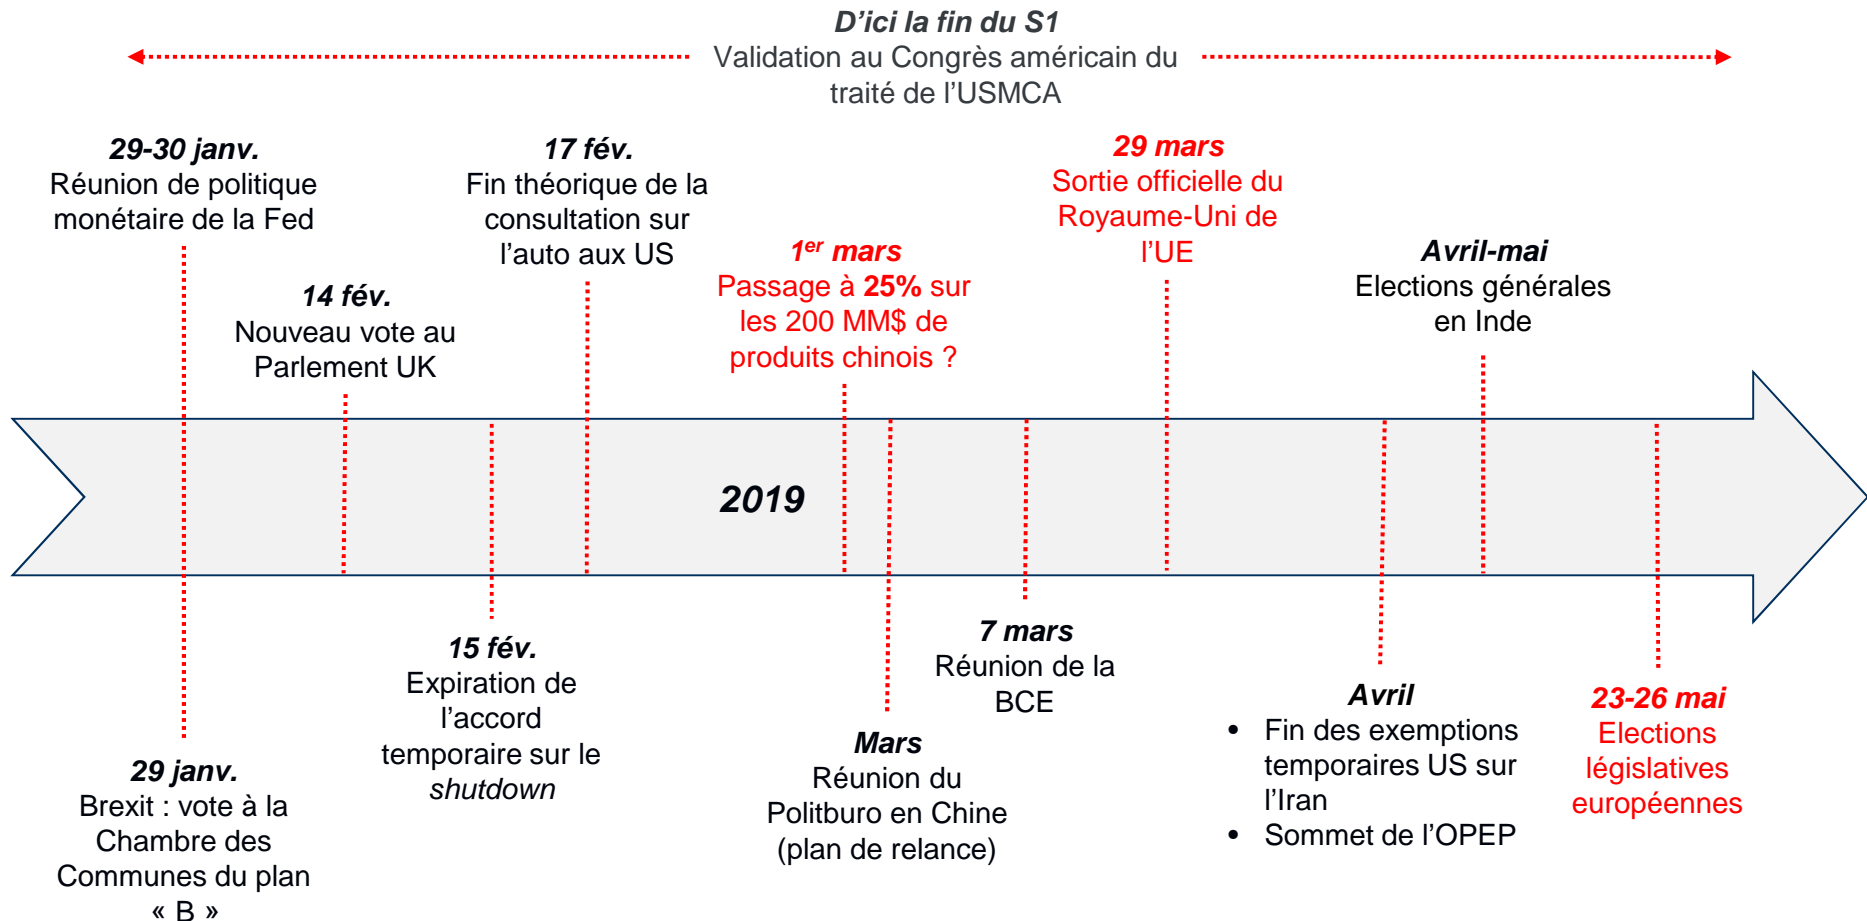 D’ici la fin du S1
Validation au Congrès américain du
traité de l’USMCA
29-30 janv.
Réunion de politique
monétaire de la Fed
14 fév.
Nouveau vote au
Parlement UK
17 fév.
Fin théorique de la
consultation sur
l’auto aux US
1er mars
Passage à 25% sur
les 200 MM$ de
produits chinois ?
29 mars
Sortie officielle du
Royaume-Uni de
l’UE
Avril-mai
Elections générales
en Inde
2019
29 janv.
Brexit : vote à la
Chambre des
Communes du plan
« B »
15 fév.
Expiration de
l’accord
temporaire sur le
shutdown
Mars
Réunion du
Politburo en Chine
(plan de relance)
7 mars
Réunion de la
BCE
Avril
• Fin des exemptions
temporaires US sur
l’Iran
• Sommet de l’OPEP
23-26 mai
Elections
législatives
européennes